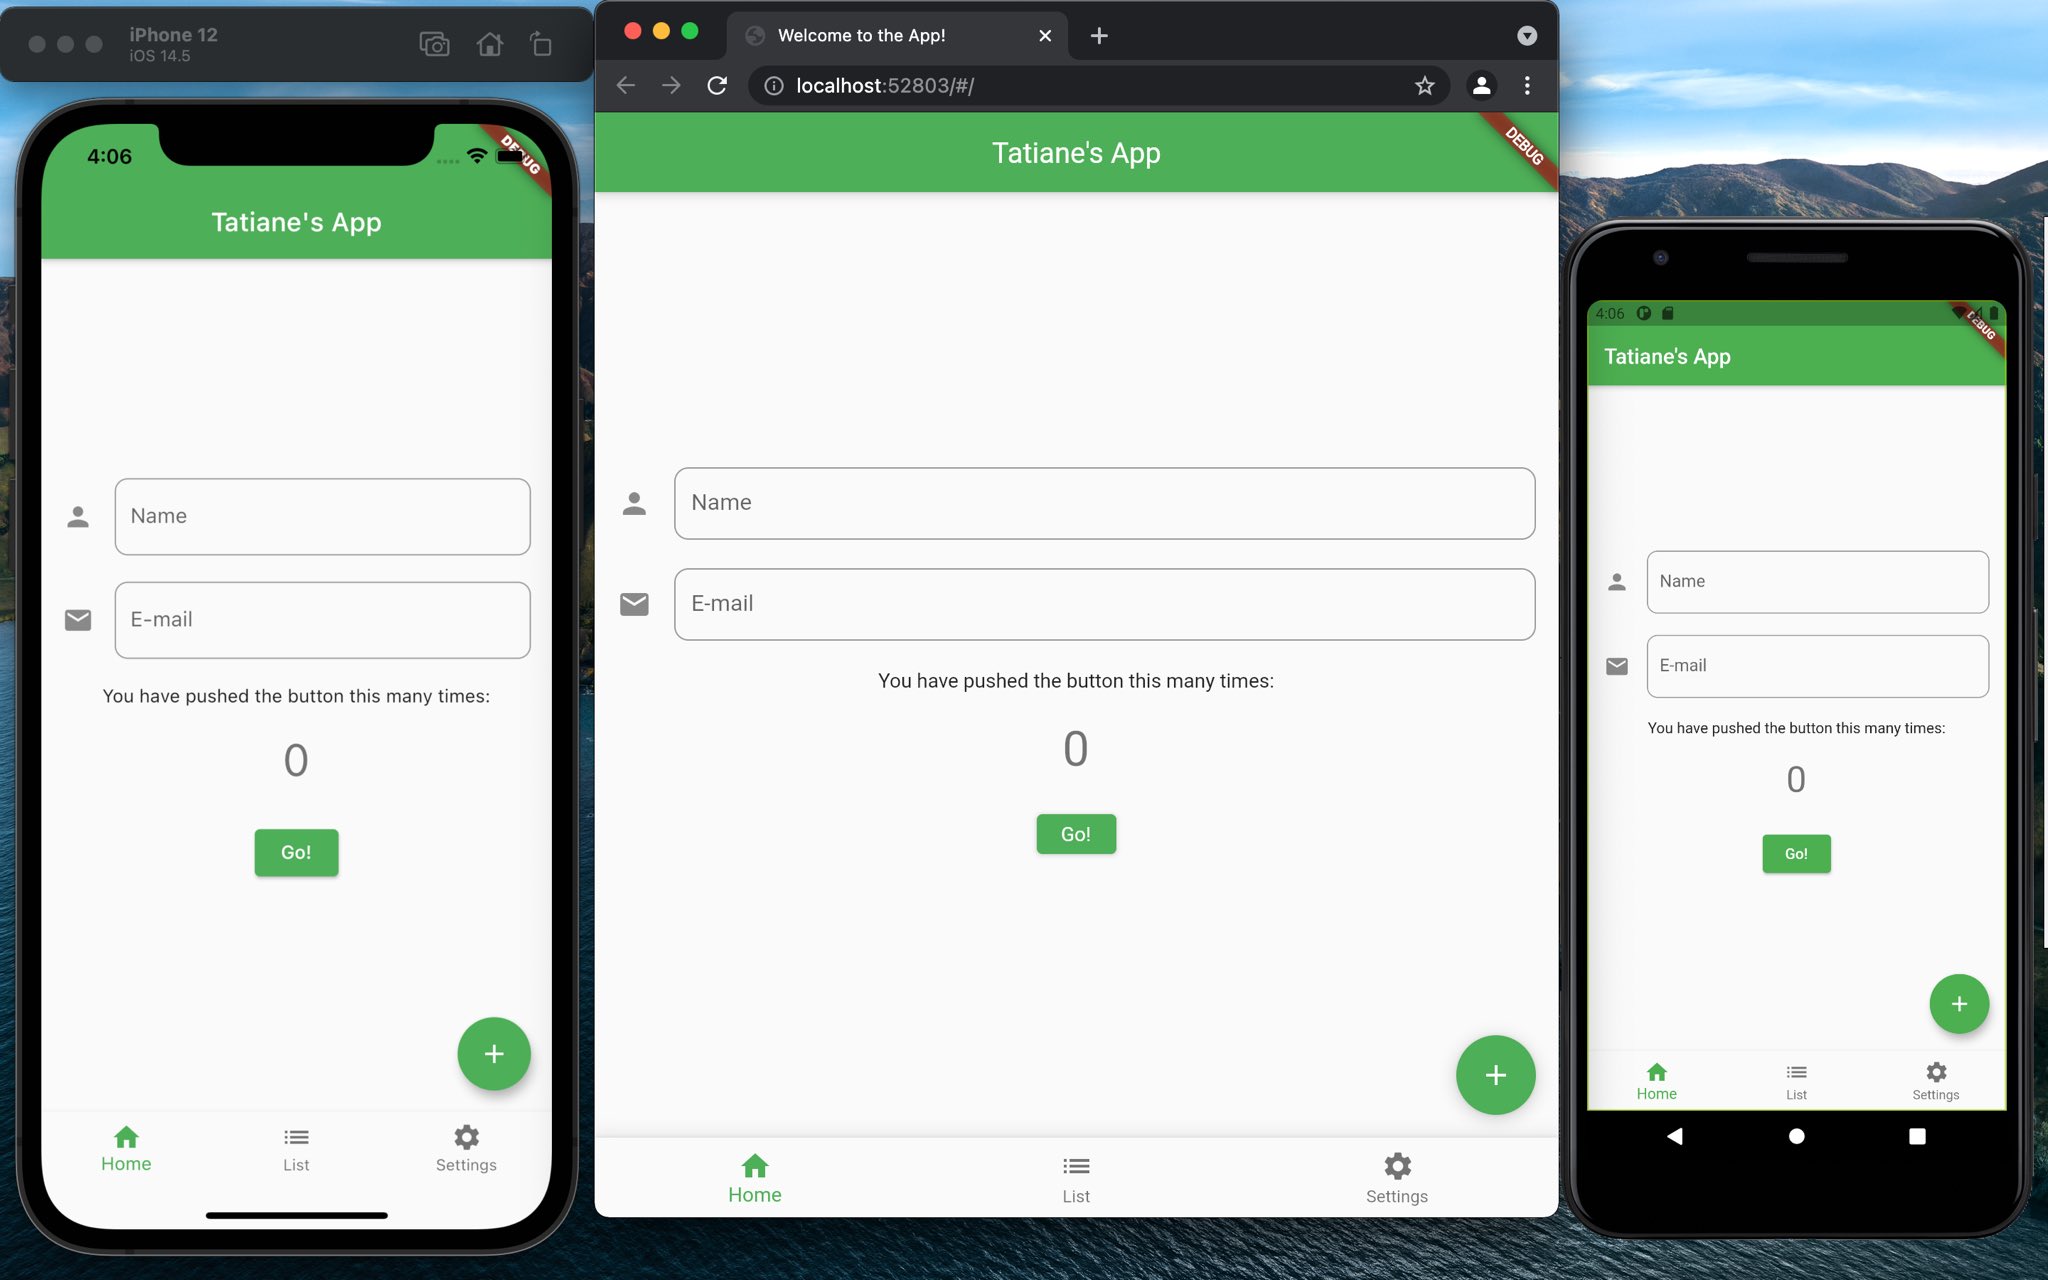 iPhone 12
iOS 14.5
4:06
DEBUG
Tatiane's App
Name
E-mail
You have pushed the button this many times:
0
Go!
+
Home
List
Settings
Welcome to the App!
localhost:52803/#/
Tatiane's App
DEBUG
Name
E-mail
You have pushed the button this many times:
0
Go!
+
Home
List
Settings
4:06
DEBUG
Tatiane's App
Name
E-mail
You have pushed the button this many times:
0
Go!
+
Home
List
Settings